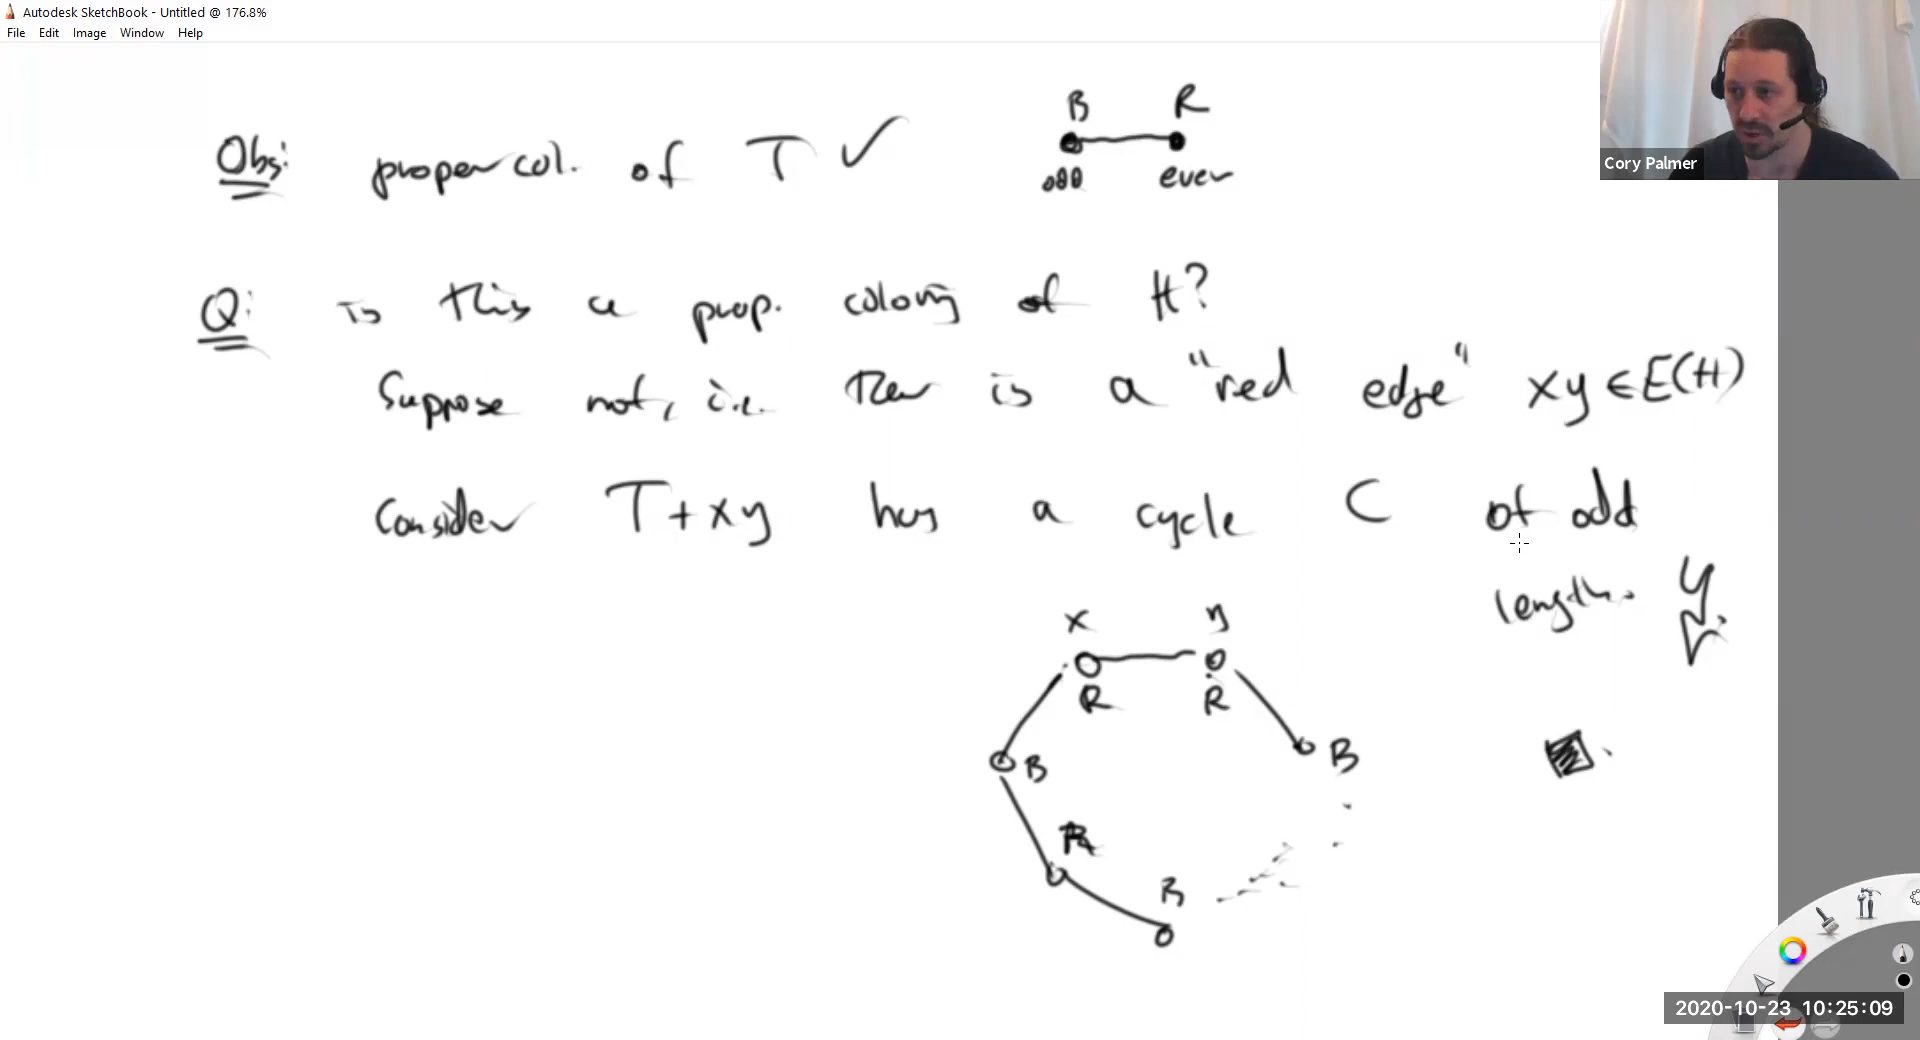 Autodesk SketchBook - Untitled @ 176.8%
File Edit Image Window Help
Obs: proper col. of T ✓
B R
odd even
Cory Palmer
Q: is this a prop. coloring of H?
Suppose not, i.e. there is a "red edge" xy ∈ E(H)
Consider T + xy has a cycle C of odd
length.
x y
R R
B B
R
B
2020-10-23 10:25:09